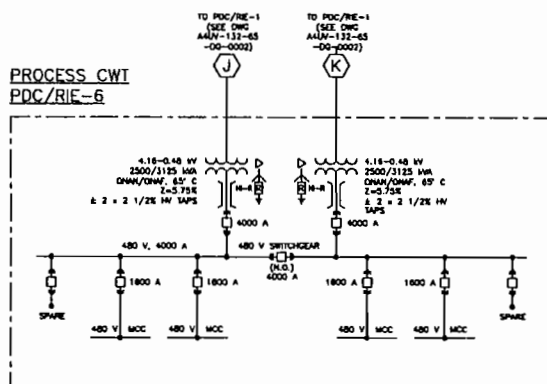 TO PDC/RIE-1
(SEE DWG
A4UV-132-65
-DQ-0002)
J
TO PDC/RIE-1
(SEE DWG
A4UV-132-65
-DQ-0002)
K
PROCESS CWT
PDC/RIE-6
4.16-0.48 kV
2500/3125 kVA
ONAN/ONAF, 65° C
Z=5.75%
± 2 x 2 1/2% HV
TAPS
HI-R
4000 A
HI-R
4.16-0.48 kV
2500/3125 kVA
ONAN/ONAF, 65° C
Z=5.75%
± 2 x 2 1/2% HV
TAPS
4000 A
480 V, 4000 A
480 V SWITCHGEAR
(N.O.)
4000 A
SPARE
1600 A
1600 A
1600 A
1600 A
SPARE
480 V MCC
480 V MCC
480 V MCC
480 V MCC